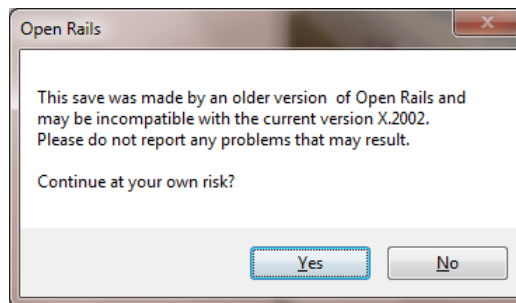 Open Rails
This save was made by an older version  of Open Rails and
may be incompatible with the current version X.2002.
Please do not report any problems that may result.
Continue at your own risk?
Yes
No